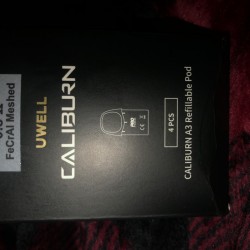 FeCrAl Meshed
UWELL
CALIBURN
4 PCS
CALIBURN A3 Refillable Pod